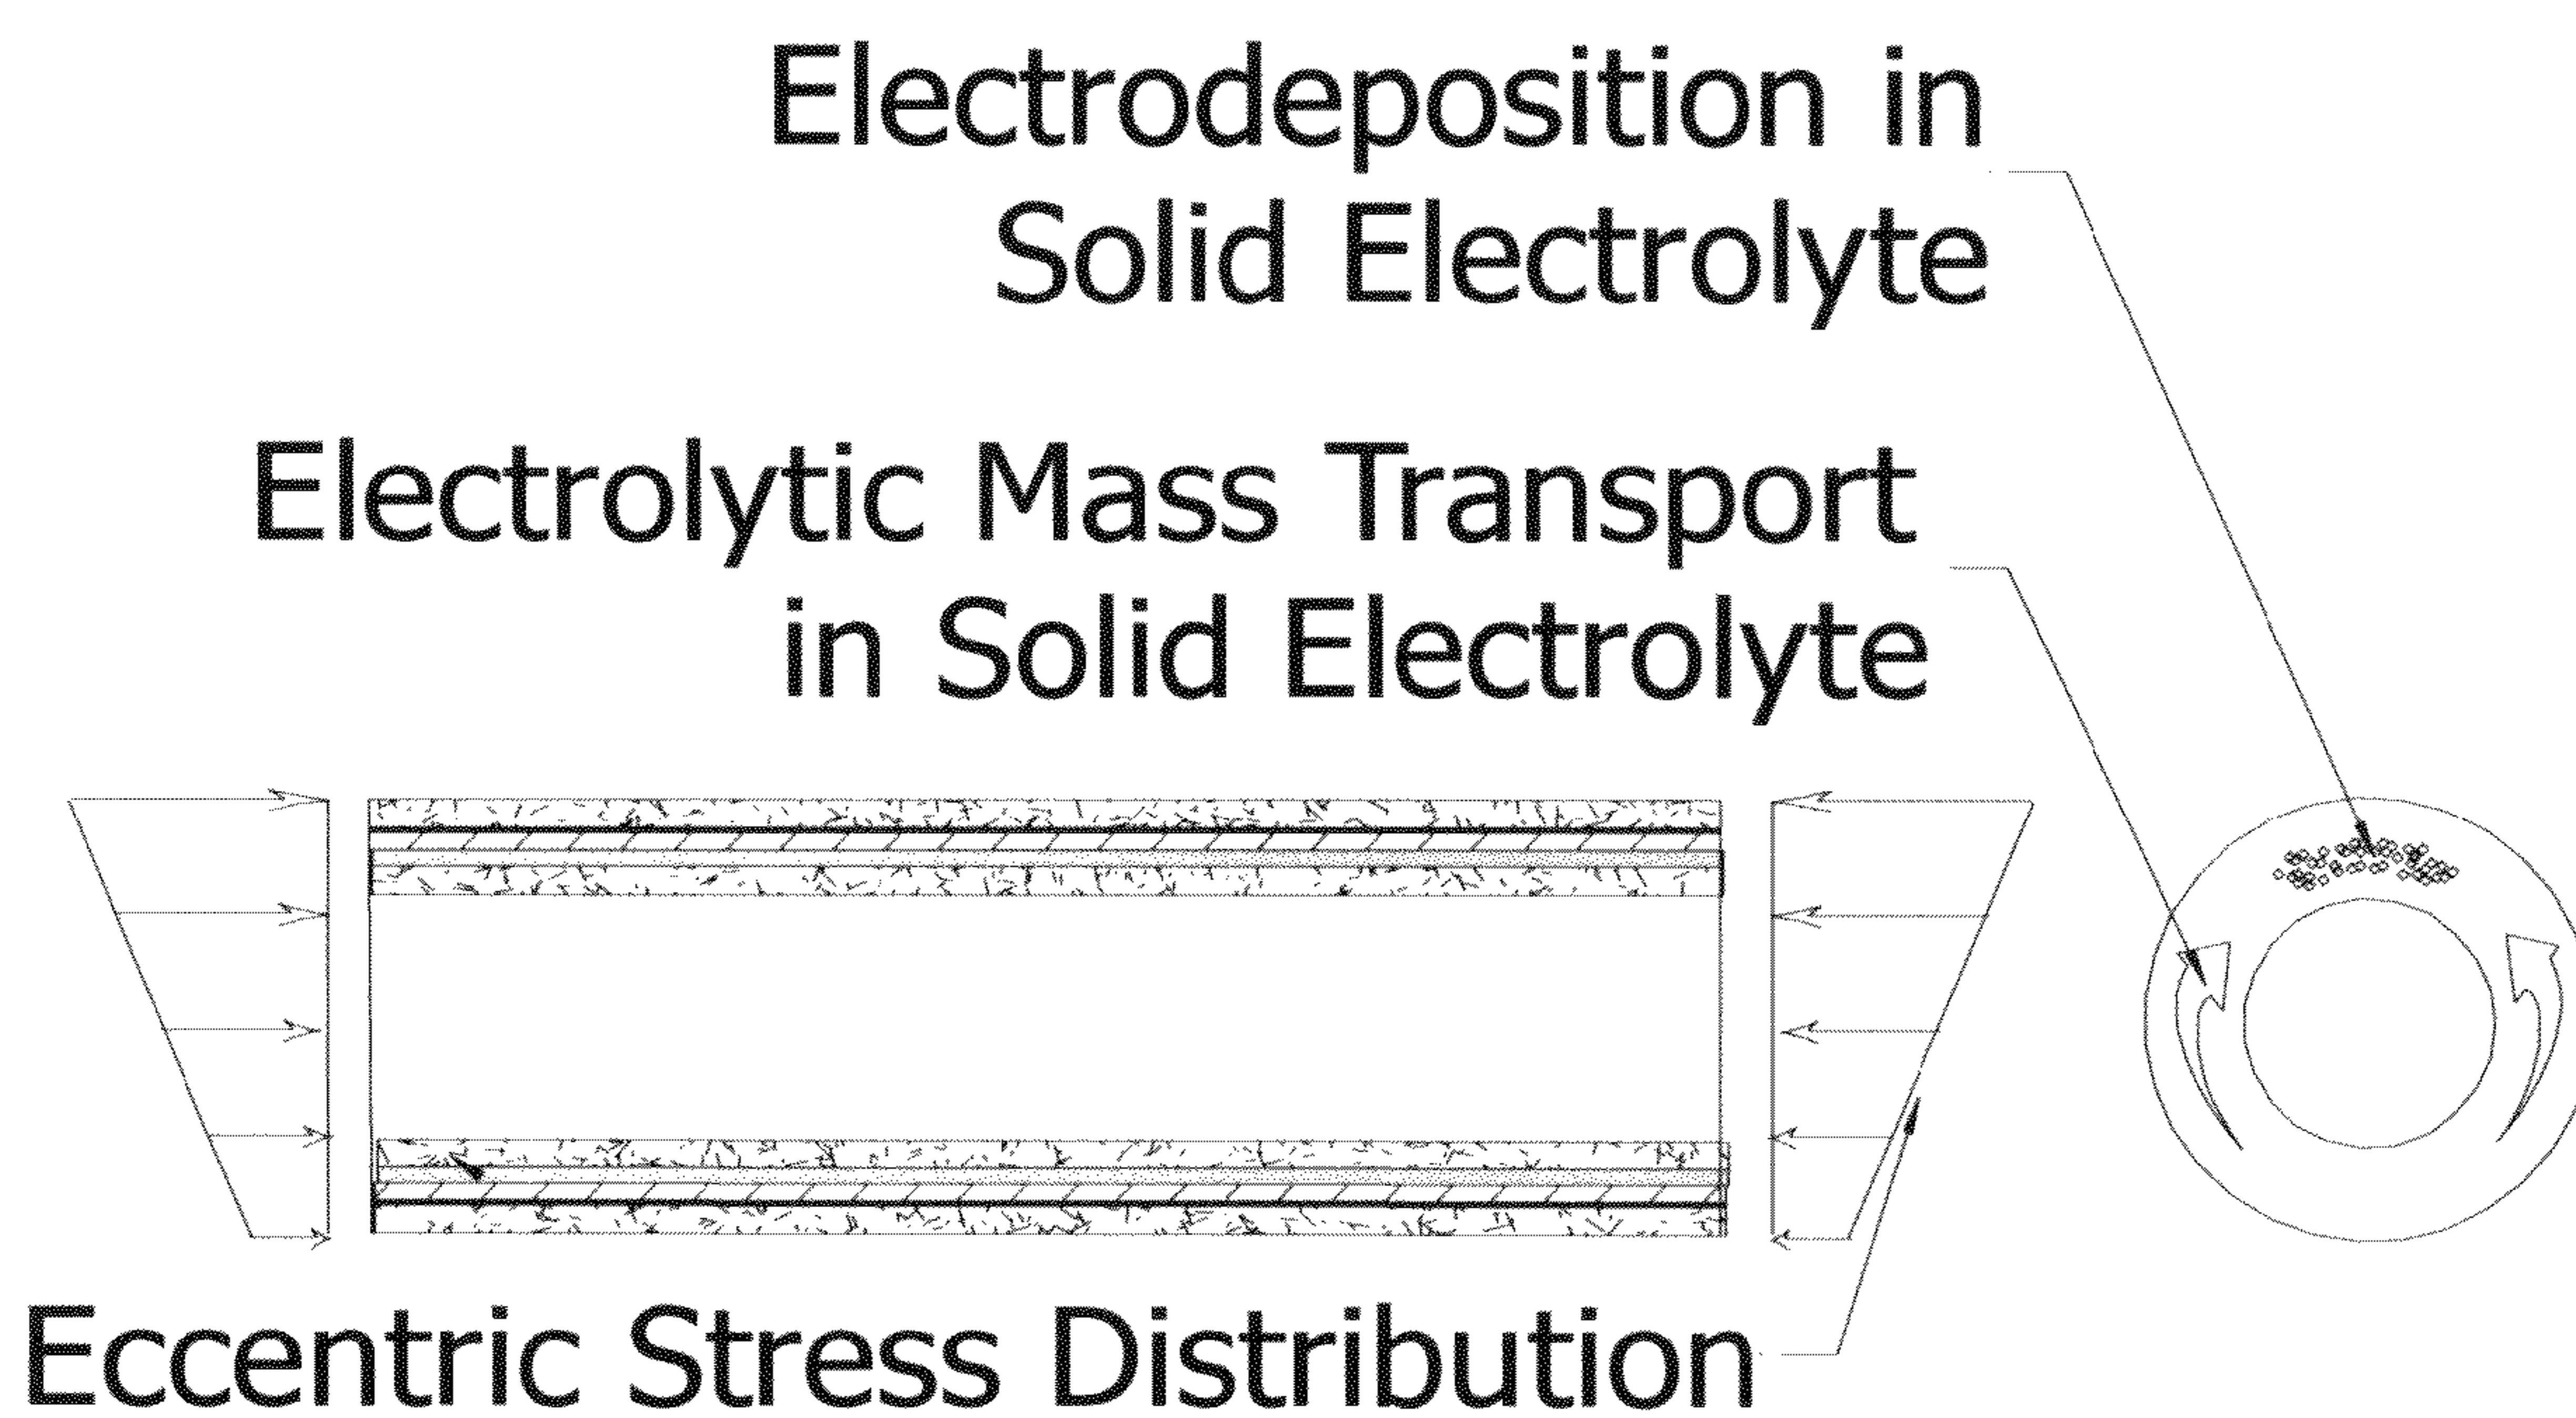 Electrodeposition in
Solid Electrolyte
Electrolytic Mass Transport
in Solid Electrolyte
Eccentric Stress Distribution